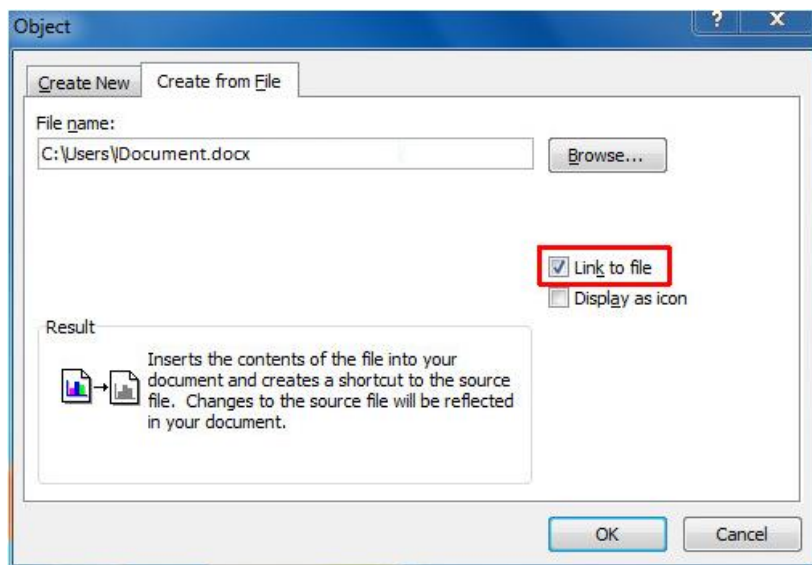 Object
? X
Create New
Create from File
File name:
C:\Users\Document.docx
Browse...
Link to file
Display as icon
Result
Inserts the contents of the file into your
document and creates a shortcut to the source
file. Changes to the source file will be reflected
in your document.
OK
Cancel